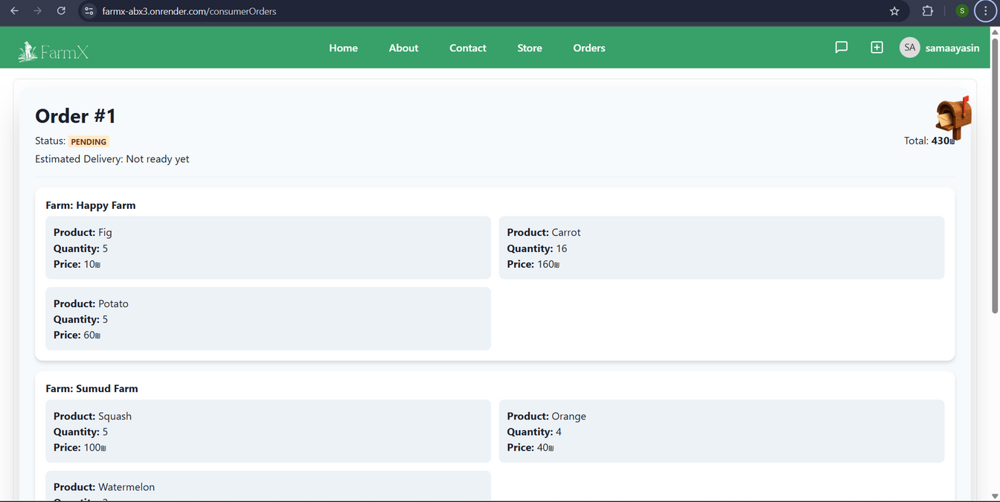 farmx-abx3.onrender.com/consumerOrders
S
FarmX
Home
About
Contact
Store
Orders
SA
samaayasin
Order #1
Status: PENDING
Total: 430₪
Estimated Delivery: Not ready yet
Farm: Happy Farm
Product: Fig
Quantity: 5
Price: 10₪
Product: Carrot
Quantity: 16
Price: 160₪
Product: Potato
Quantity: 5
Price: 60₪
Farm: Sumud Farm
Product: Squash
Quantity: 5
Price: 100₪
Product: Orange
Quantity: 4
Price: 40₪
Product: Watermelon